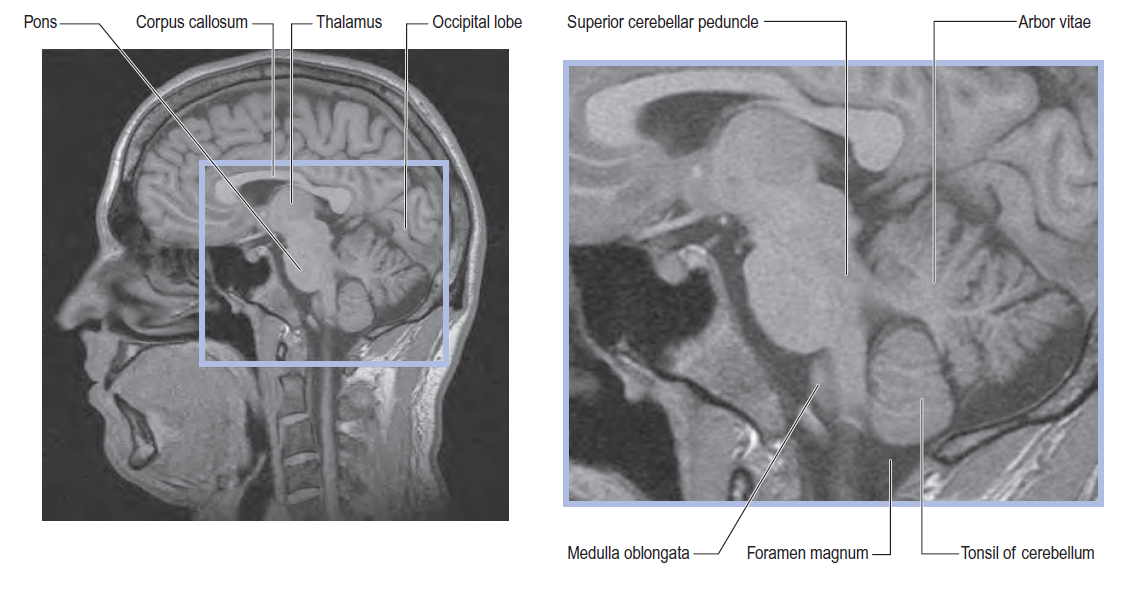 Pons
Corpus callosum
Thalamus
Occipital lobe
Superior cerebellar peduncle
Arbor vitae
Medulla oblongata
Foramen magnum
Tonsil of cerebellum